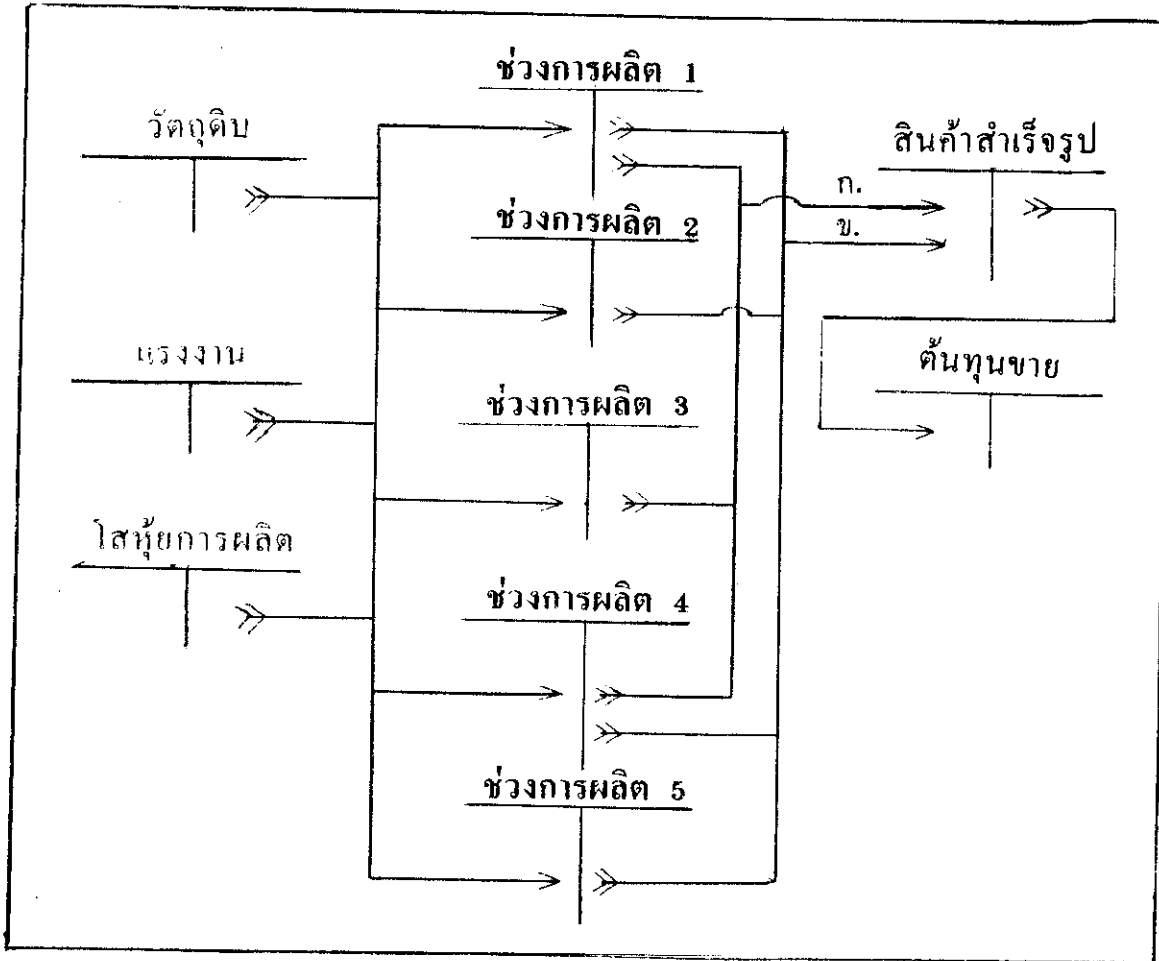 ช่วงการผลิต 1
วัตถุดิบ
สินค้าสำเร็จรูป
ก.
ช่วงการผลิต 2
ข.
แรงงาน
ต้นทุนขาย
ช่วงการผลิต 3
โสหุ้ยการผลิต
ช่วงการผลิต 4
ช่วงการผลิต 5